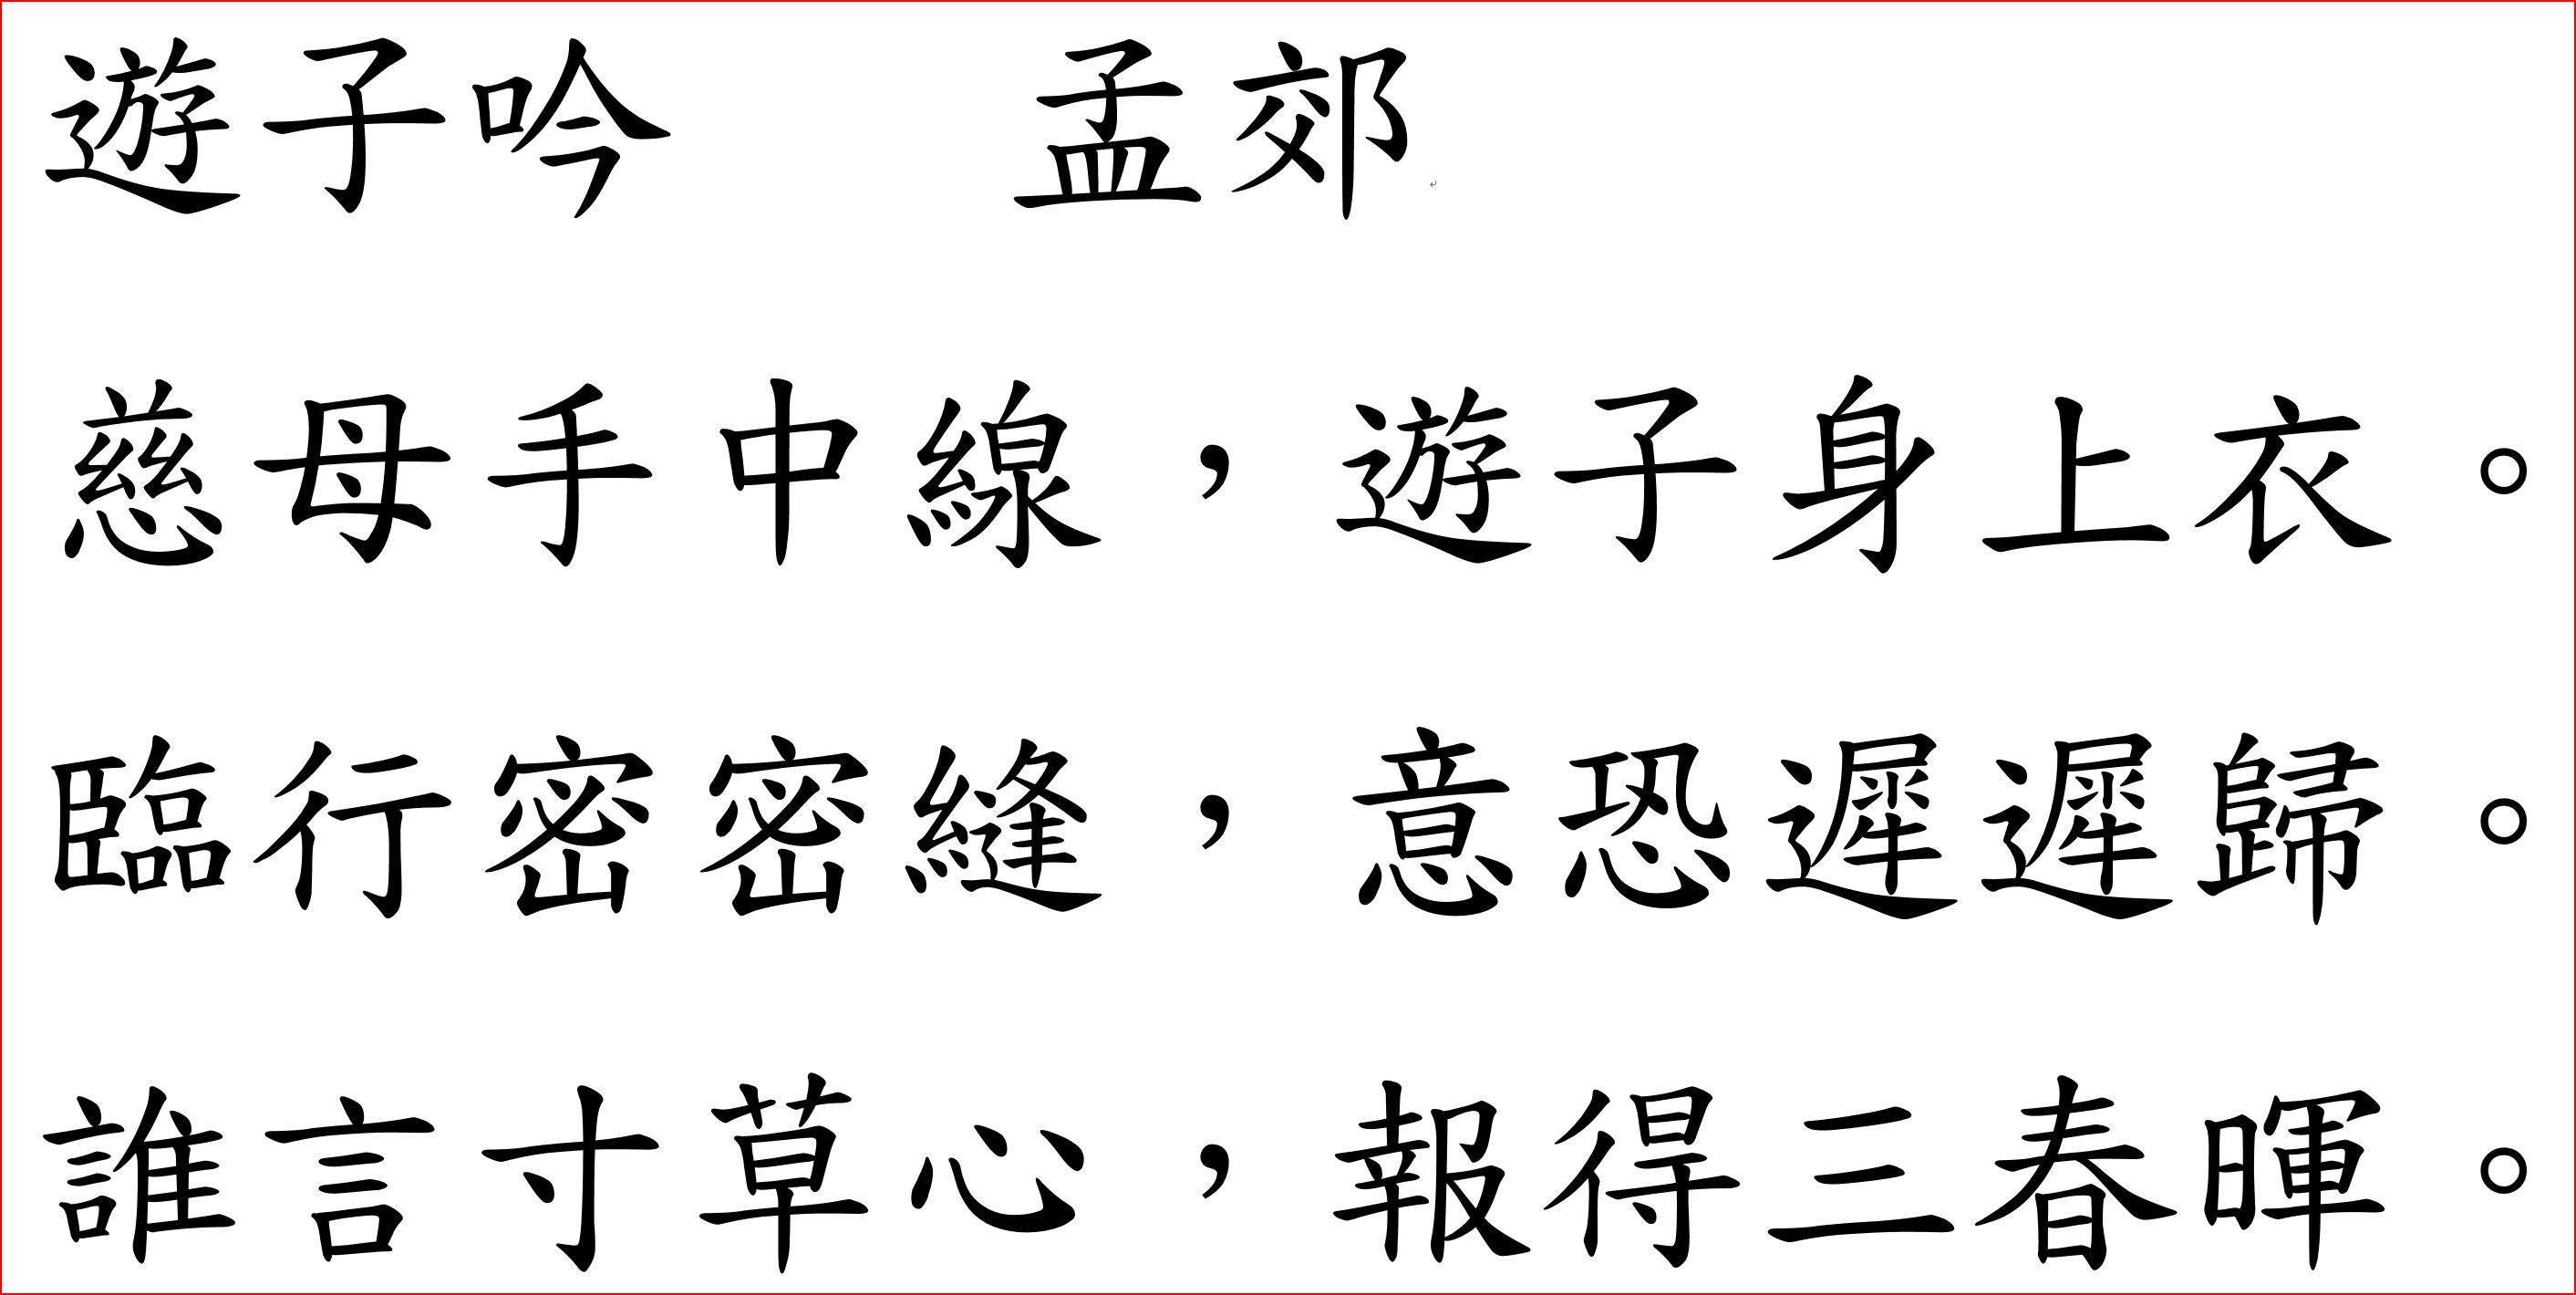 遊子吟　　孟郊
慈母手中線，遊子身上衣。
臨行密密縫，意恐遲遲歸。
誰言寸草心，報得三春暉。